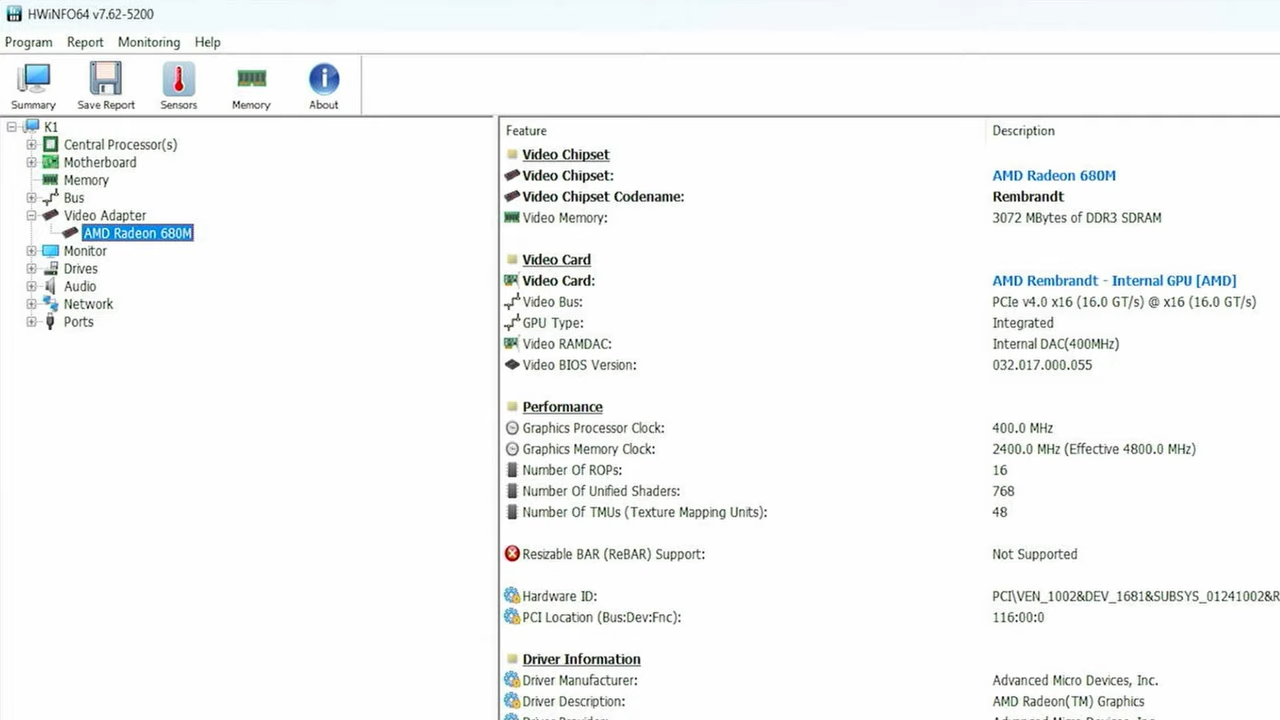 HWiNFO64 v7.62-5200
Program Report Monitoring Help
Summary Save Report Sensors Memory About
K1
Central Processor(s)
Motherboard
Memory
Bus
Video Adapter
AMD Radeon 680M
Monitor
Drives
Audio
Network
Ports
Feature Description
Video Chipset
Video Chipset: AMD Radeon 680M
Video Chipset Codename: Rembrandt
Video Memory: 3072 MBytes of DDR3 SDRAM
Video Card
Video Card: AMD Rembrandt - Internal GPU [AMD]
Video Bus: PCIe v4.0 x16 (16.0 GT/s) @ x16 (16.0 GT/s)
GPU Type: Integrated
Video RAMDAC: Internal DAC(400MHz)
Video BIOS Version: 032.017.000.055
Performance
Graphics Processor Clock: 400.0 MHz
Graphics Memory Clock: 2400.0 MHz (Effective 4800.0 MHz)
Number Of ROPs: 16
Number Of Unified Shaders: 768
Number Of TMUs (Texture Mapping Units): 48
Resizable BAR (ReBAR) Support: Not Supported
Hardware ID: PCI\VEN_1002&DEV_1681&SUBSYS_01241002&R
PCI Location (Bus:Dev:Fnc): 116:00:0
Driver Information
Driver Manufacturer: Advanced Micro Devices, Inc.
Driver Description: AMD Radeon(TM) Graphics
Driver Provider: Advanced Micro Devices, Inc.